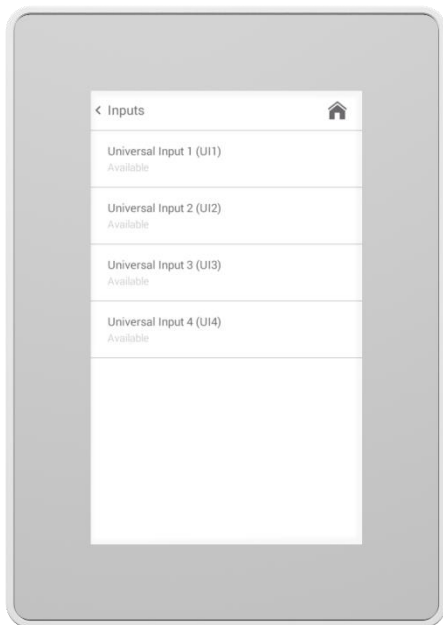 Inputs
Universal Input 1 (UI1)
Available
Universal Input 2 (UI2)
Available
Universal Input 3 (UI3)
Available
Universal Input 4 (UI4)
Available